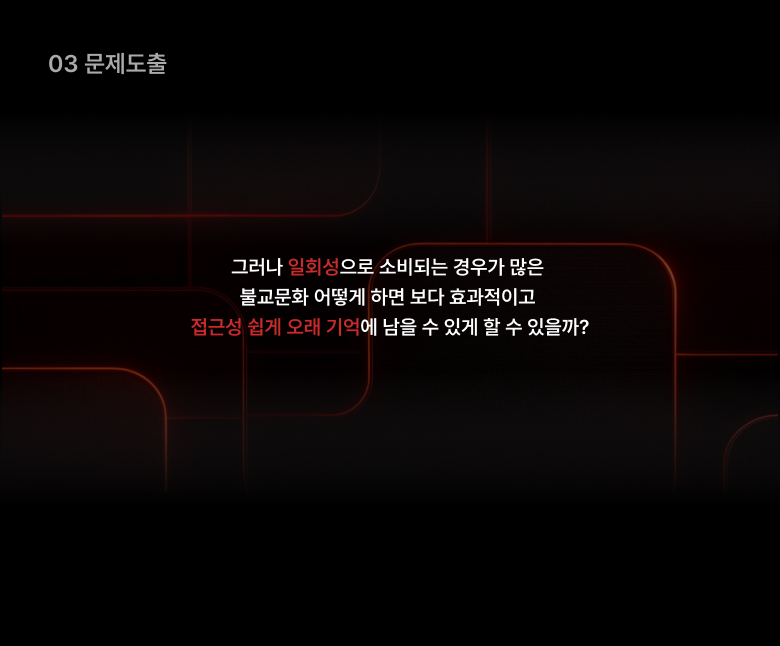 03 문제도출
그러나 일회성으로 소비되는 경우가 많은
불교문화 어떻게 하면 보다 효과적이고
접근성 쉽게 오래 기억에 남을 수 있게 할 수 있을까?